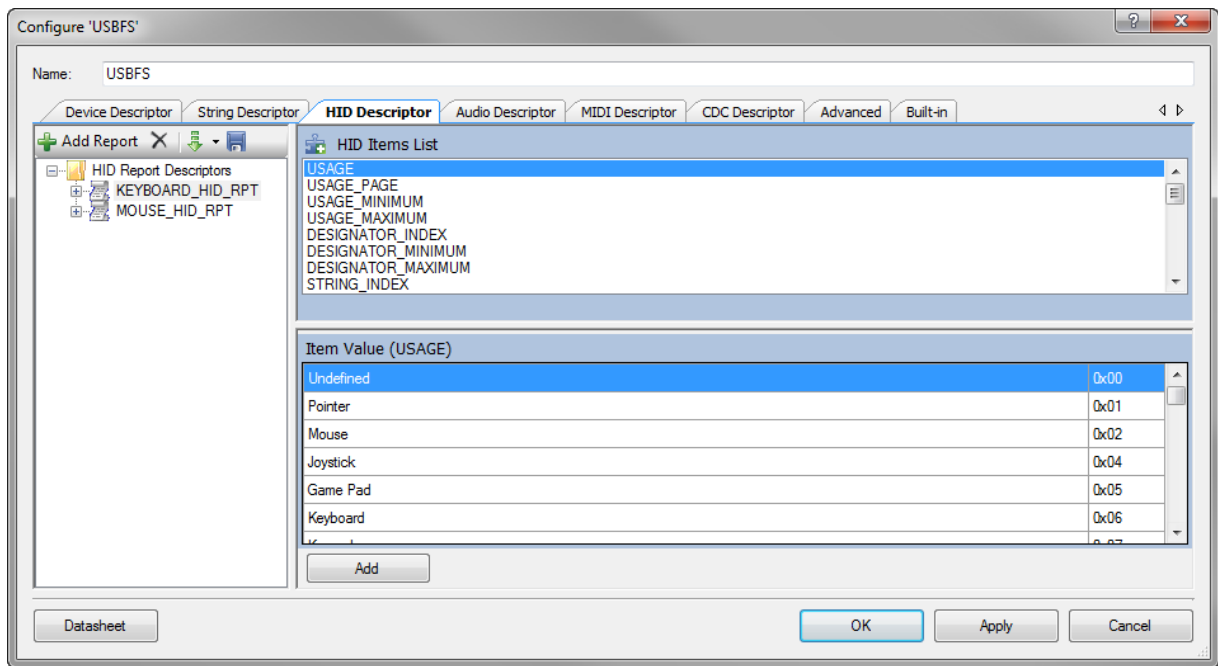 Configure 'USBFS'
Name: USBFS
Device Descriptor String Descriptor HID Descriptor Audio Descriptor MIDI Descriptor CDC Descriptor Advanced Built-in
Add Report
HID Report Descriptors
KEYBOARD_HID_RPT
MOUSE_HID_RPT
HID Items List
USAGE
USAGE_PAGE
USAGE_MINIMUM
USAGE_MAXIMUM
DESIGNATOR_INDEX
DESIGNATOR_MINIMUM
DESIGNATOR_MAXIMUM
STRING_INDEX
Item Value (USAGE)
Undefined 0x00
Pointer 0x01
Mouse 0x02
Joystick 0x04
Game Pad 0x05
Keyboard 0x06
Add
Datasheet OK Apply Cancel